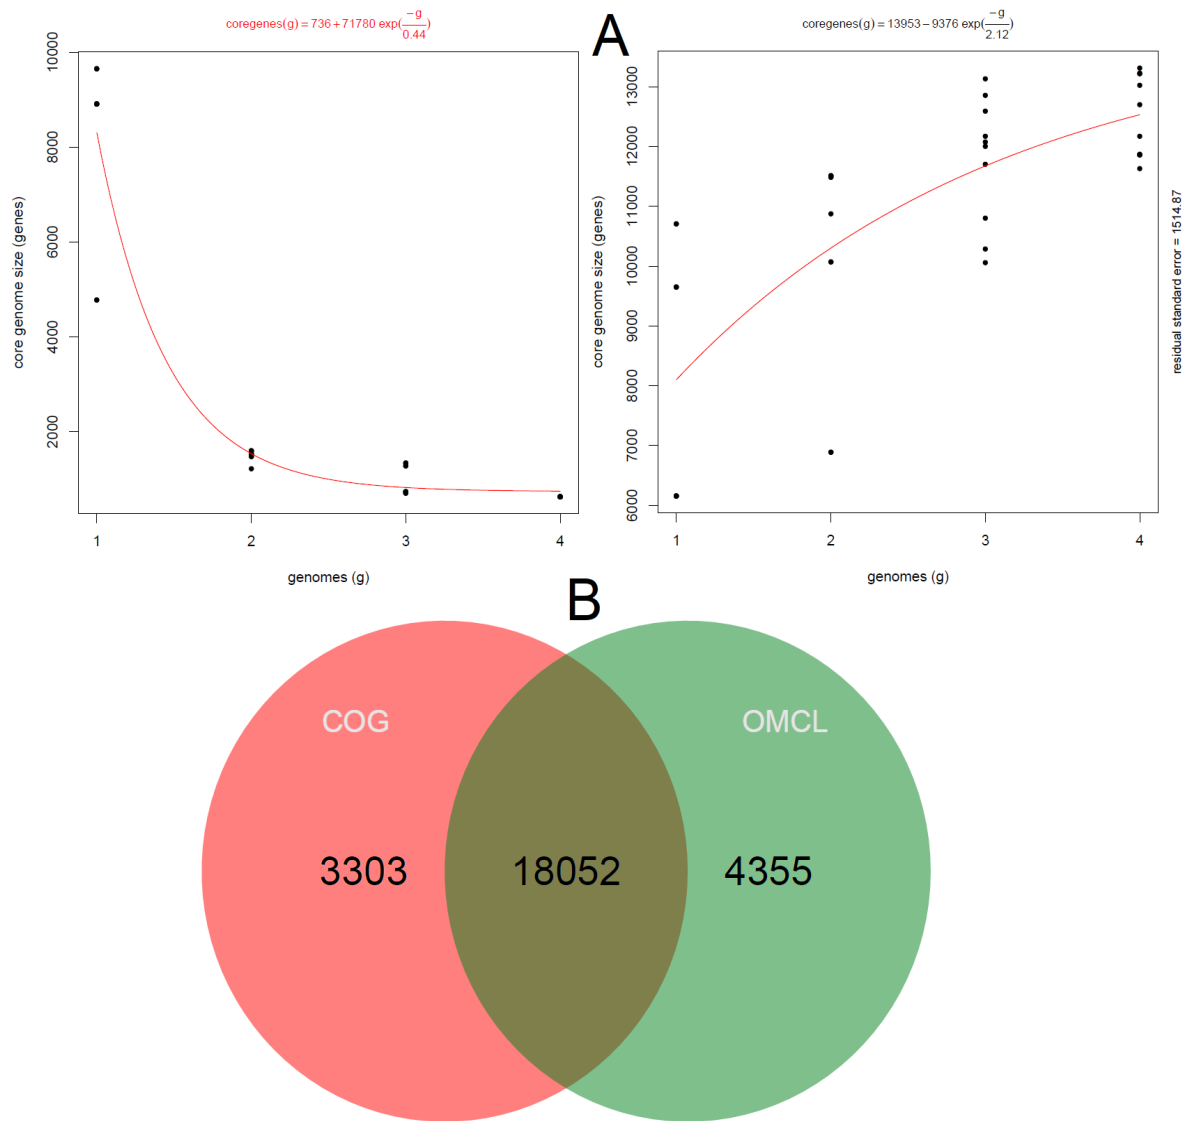 coregenes(g) = 736 + 71780 exp(−g/0.44)
A
coregenes(g) = 13953 − 9376 exp(−g/2.12)
core genome size (genes)
10000
8000
6000
4000
2000
1 2 3 4
genomes (g)
core genome size (genes)
13000
12000
11000
10000
9000
8000
7000
6000
1 2 3 4
genomes (g)
residual standard error = 1514.87
B
COG
OMCL
3303
18052
4355